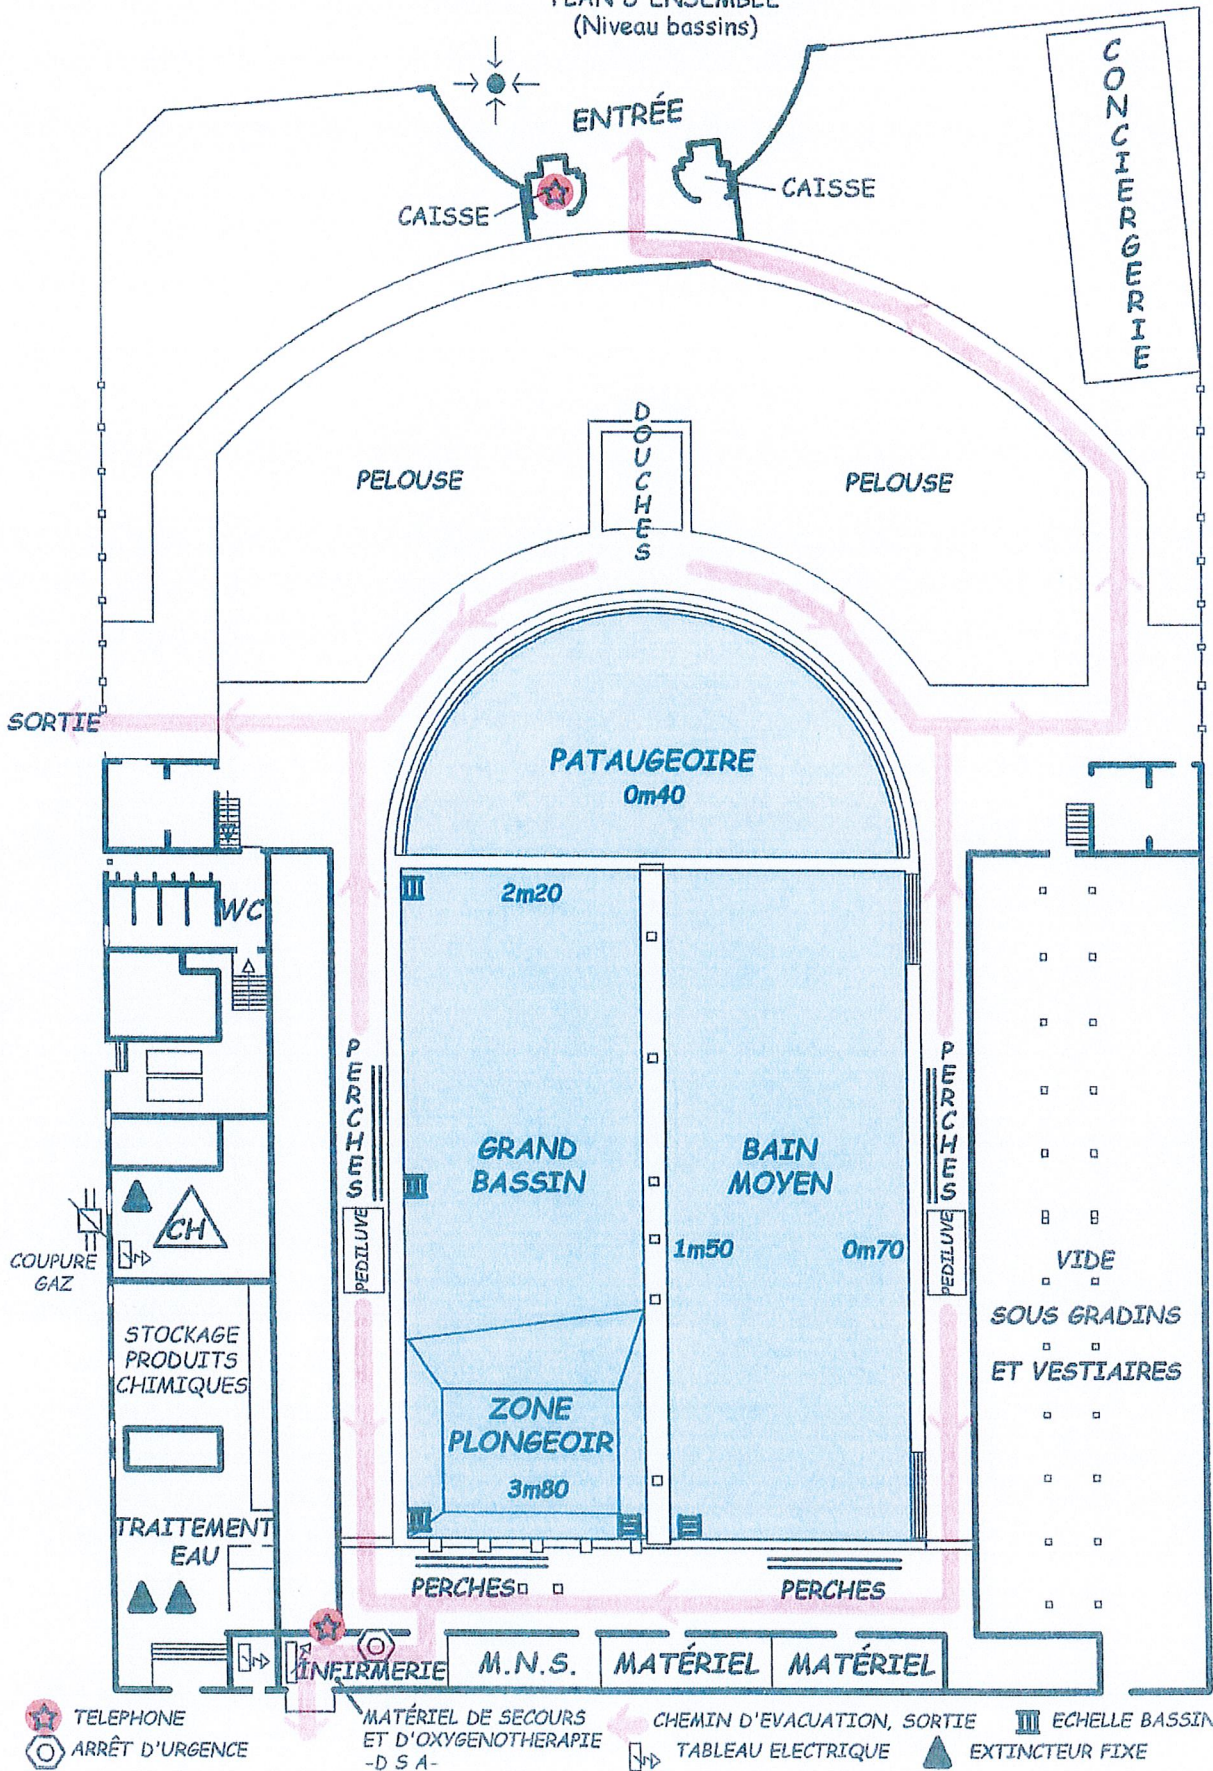 PLAN D'ENSEMBLE
(Niveau bassins)
ENTRÉE
CONCIERGERIE
CAISSE
CAISSE
DOUCHES
PELOUSE
PELOUSE
SORTIE
PATAUGEOIRE
0m40
WC
2m20
PERCHES
PERCHES
GRAND
BASSIN
BAIN
MOYEN
CH
PEDILUVE
PEDILUVE
1m50
0m70
COUPURE
GAZ
VIDE
SOUS GRADINS
ET VESTIAIRES
STOCKAGE
PRODUITS
CHIMIQUES
ZONE
PLONGEOIR
3m80
TRAITEMENT
EAU
PERCHES
PERCHES
INFIRMERIE
M.N.S.
MATÉRIEL
MATÉRIEL
TELEPHONE
ARRÊT D'URGENCE
MATÉRIEL DE SECOURS
ET D'OXYGENOTHERAPIE
-D S A-
CHEMIN D'EVACUATION, SORTIE
TABLEAU ELECTRIQUE
ECHELLE BASSIN
EXTINCTEUR FIXE